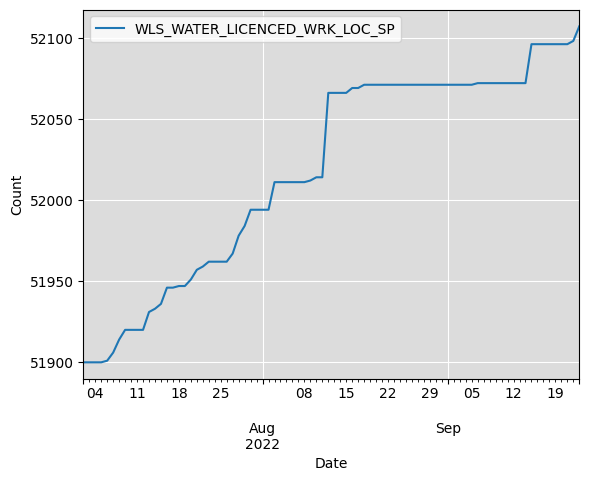 WLS_WATER_LICENCED_WRK_LOC_SP
52100
52050
52000
51950
51900
Count
04 11 18 25 08 15 22 29 05 12 19
Aug Sep
2022
Date